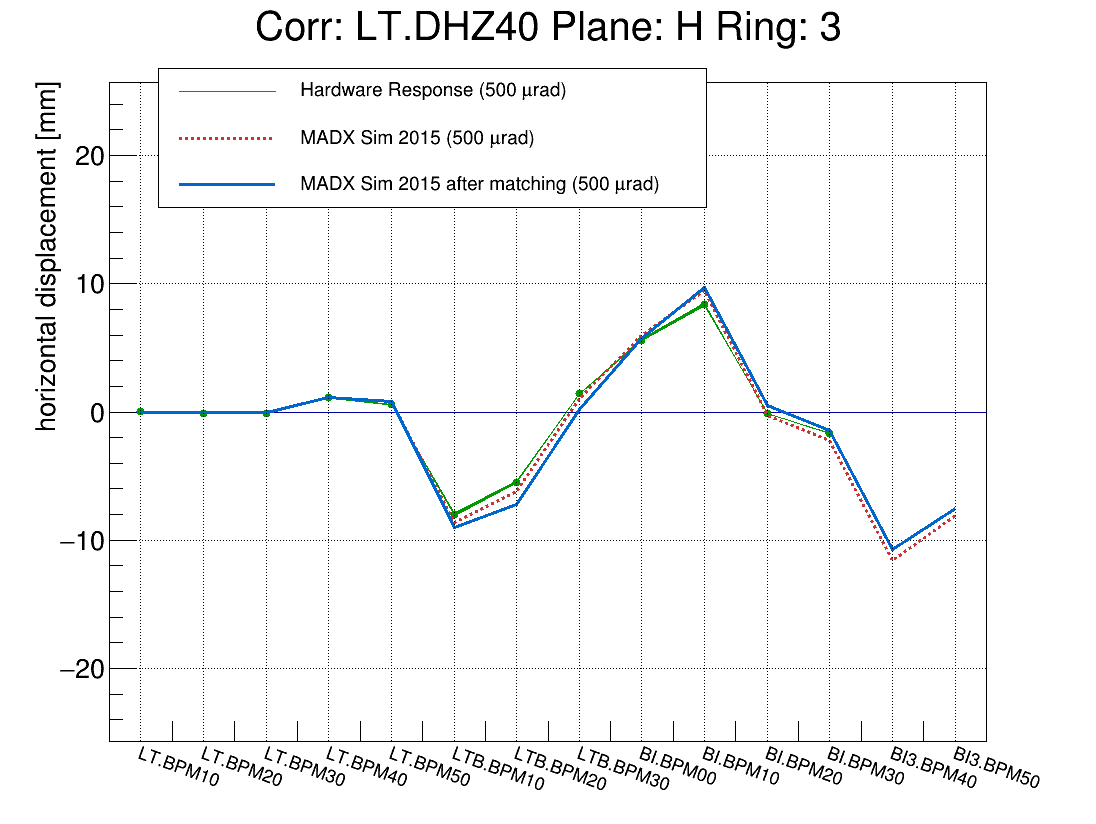 Corr: LT.DHZ40 Plane: H Ring: 3
horizontal displacement [mm]
Hardware Response (500 μrad)
MADX Sim 2015 (500 μrad)
MADX Sim 2015 after matching (500 μrad)
20
10
0
−10
−20
LT.BPM10
LT.BPM20
LT.BPM30
LT.BPM40
LT.BPM50
LTB.BPM10
LTB.BPM20
LTB.BPM30
BI.BPM00
BI.BPM10
BI.BPM20
BI.BPM30
BI3.BPM40
BI3.BPM50